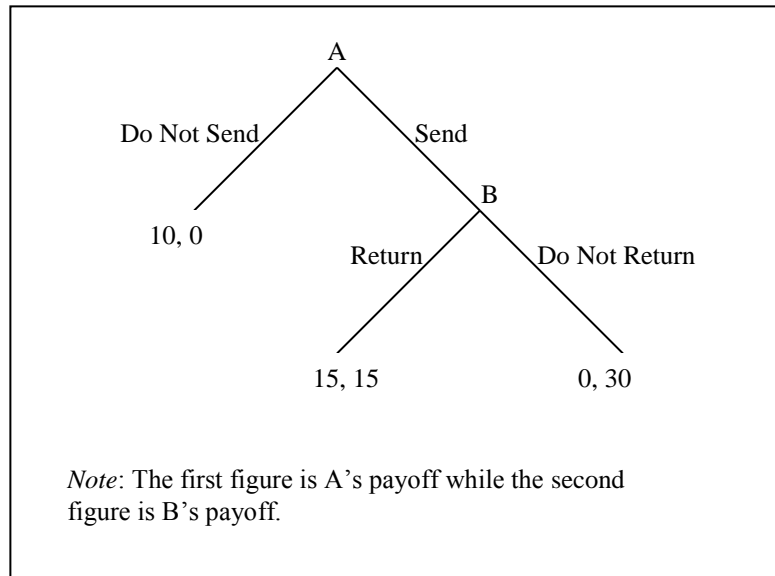 A
Do Not Send
Send
B
10, 0
Return
Do Not Return
15, 15
0, 30
Note: The first figure is A’s payoff while the second
figure is B’s payoff.